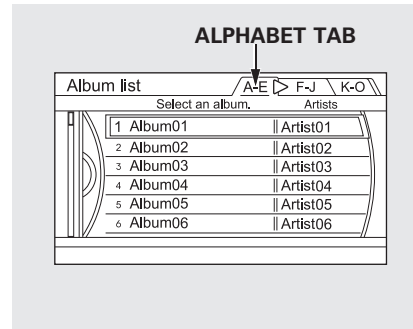 ALPHABET TAB
Album list A-E F-J K-O
Select an album. Artists
1 Album01 Artist01
2 Album02 Artist02
3 Album03 Artist03
4 Album04 Artist04
5 Album05 Artist05
6 Album06 Artist06